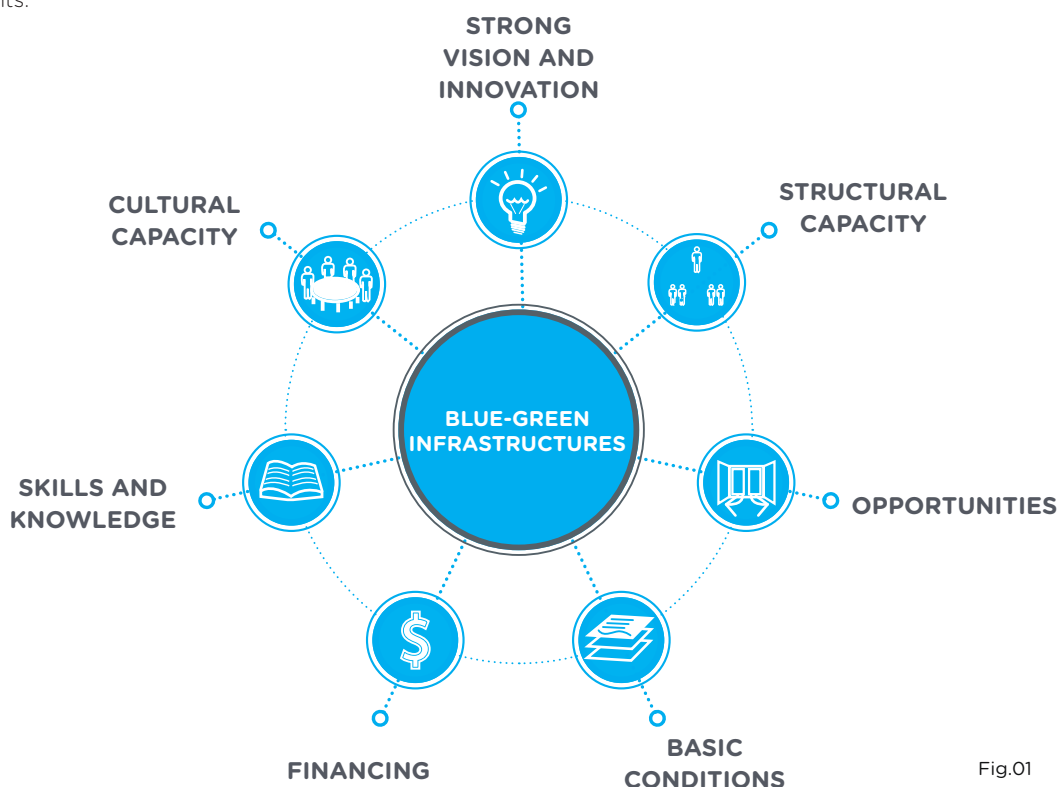 STRONG
VISION AND
INNOVATION
CULTURAL
CAPACITY
STRUCTURAL
CAPACITY
BLUE-GREEN
INFRASTRUCTURES
SKILLS AND
KNOWLEDGE
OPPORTUNITIES
$
FINANCING
BASIC
CONDITIONS
Fig.01